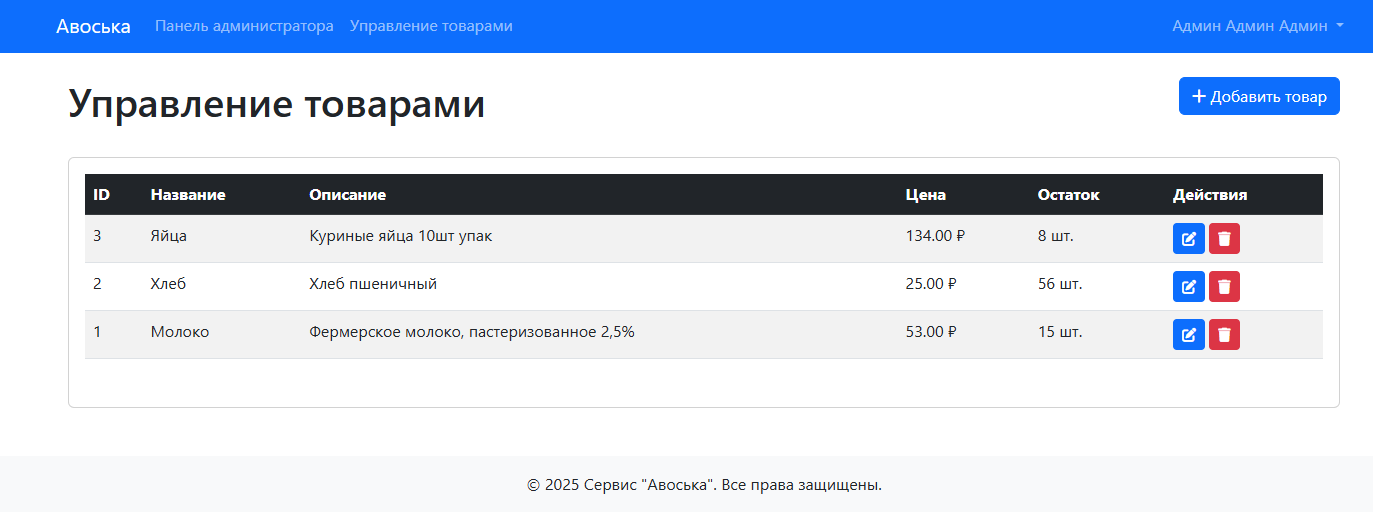 Авоська Панель администратора Управление товарами Админ Админ Админ
Управление товарами
Добавить товар
ID Название Описание Цена Остаток Действия
3 Яйца Куриные яйца 10шт упак 134.00 ₽ 8 шт.
2 Хлеб Хлеб пшеничный 25.00 ₽ 56 шт.
1 Молоко Фермерское молоко, пастеризованное 2,5% 53.00 ₽ 15 шт.
© 2025 Сервис "Авоська". Все права защищены.